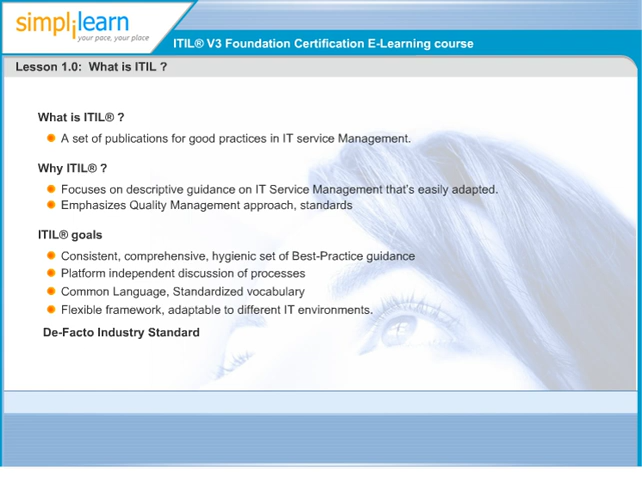 simplilearn
your pace, your place
ITIL® V3 Foundation Certification E-Learning course
Lesson 1.0: What is ITIL ?
What is ITIL® ?
A set of publications for good practices in IT service Management.
Why ITIL® ?
Focuses on descriptive guidance on IT Service Management that's easily adapted.
Emphasizes Quality Management approach, standards
ITIL® goals
Consistent, comprehensive, hygienic set of Best-Practice guidance
Platform independent discussion of processes
Common Language, Standardized vocabulary
Flexible framework, adaptable to different IT environments.
De-Facto Industry Standard